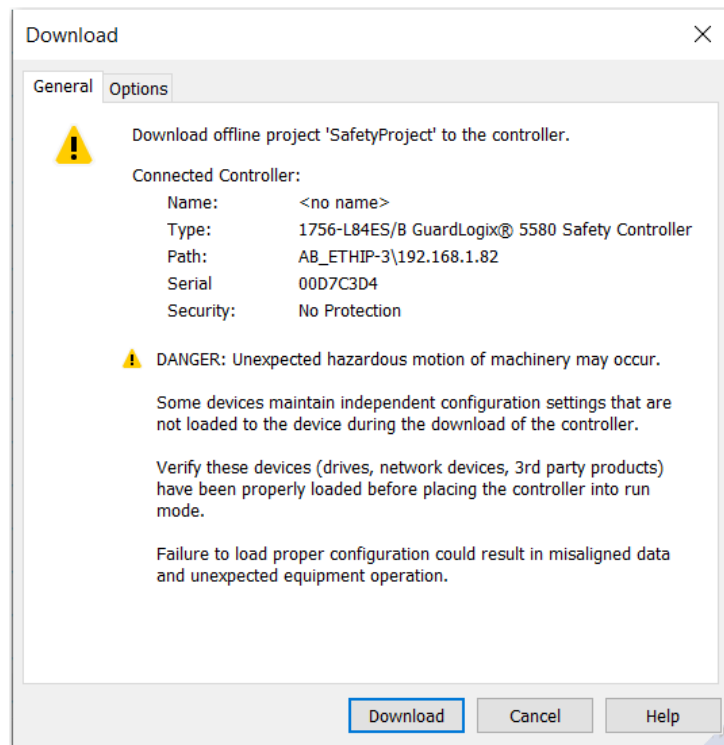 Download
General
Options
Download offline project 'SafetyProject' to the controller.
Connected Controller:
Name: <no name>
Type: 1756-L84ES/B GuardLogix® 5580 Safety Controller
Path: AB_ETHIP-3\192.168.1.82
Serial 00D7C3D4
Security: No Protection
DANGER: Unexpected hazardous motion of machinery may occur.
Some devices maintain independent configuration settings that are
not loaded to the device during the download of the controller.
Verify these devices (drives, network devices, 3rd party products)
have been properly loaded before placing the controller into run
mode.
Failure to load proper configuration could result in misaligned data
and unexpected equipment operation.
Download
Cancel
Help